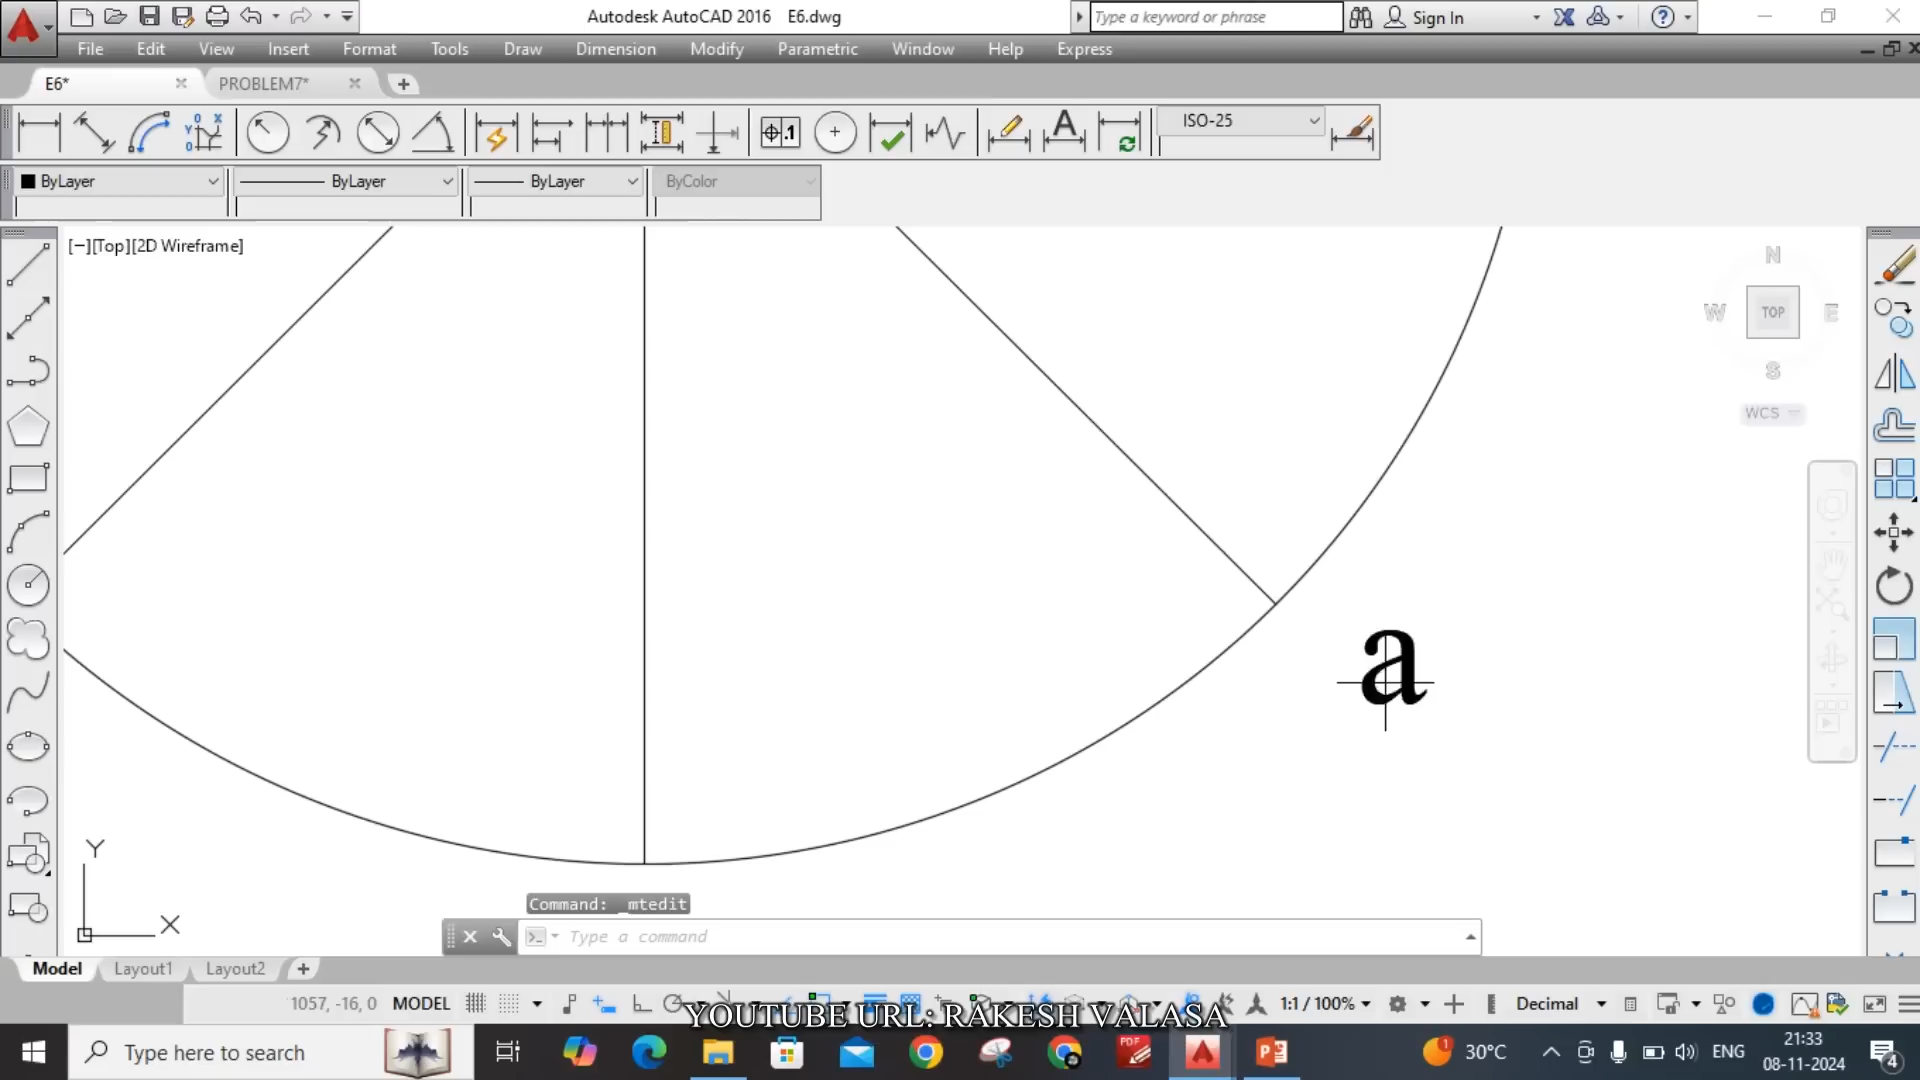 Autodesk AutoCAD 2016 E6.dwg
Type a keyword or phrase
Sign In
File Edit View Insert Format Tools Draw Dimension Modify Parametric Window Help Express
E6* PROBLEM7*
ISO-25
ByLayer ByLayer ByLayer ByColor
[−][Top][2D Wireframe]
N
W TOP E
S
WCS
a
Y
X
Command: _mtedit
Type a command
Model Layout1 Layout2
1057, -16, 0 MODEL 1:1 / 100% Decimal
YOUTUBE URL: RAKESH VALASA
Type here to search
PDF
30°C
ENG
21:33
08-11-2024
4